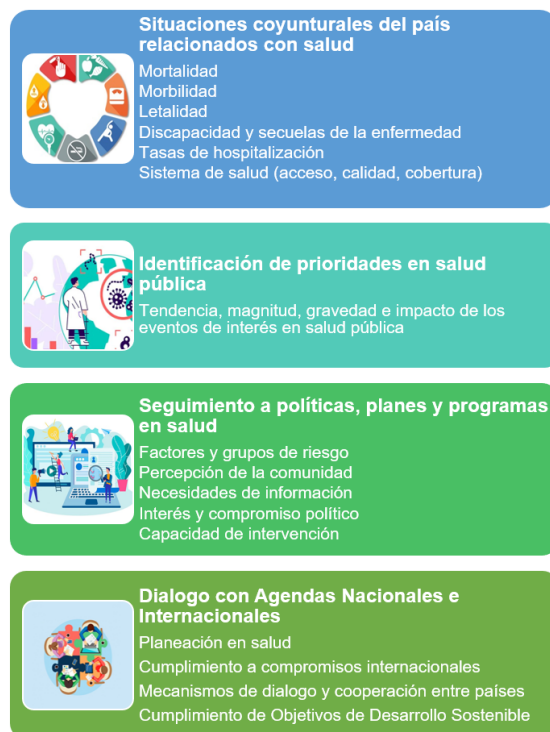 Situaciones coyunturales del país
relacionados con salud
Mortalidad
Morbilidad
Letalidad
Discapacidad y secuelas de la enfermedad
Tasas de hospitalización
Sistema de salud (acceso, calidad, cobertura)
Identificación de prioridades en salud
pública
Tendencia, magnitud, gravedad e impacto de los
eventos de interés en salud pública
Seguimiento a políticas, planes y programas
en salud
Factores y grupos de riesgo
Percepción de la comunidad
Necesidades de información
Interés y compromiso político
Capacidad de intervención
Dialogo con Agendas Nacionales e
Internacionales
Planeación en salud
Cumplimiento a compromisos internacionales
Mecanismos de dialogo y cooperación entre países
Cumplimiento de Objetivos de Desarrollo Sostenible